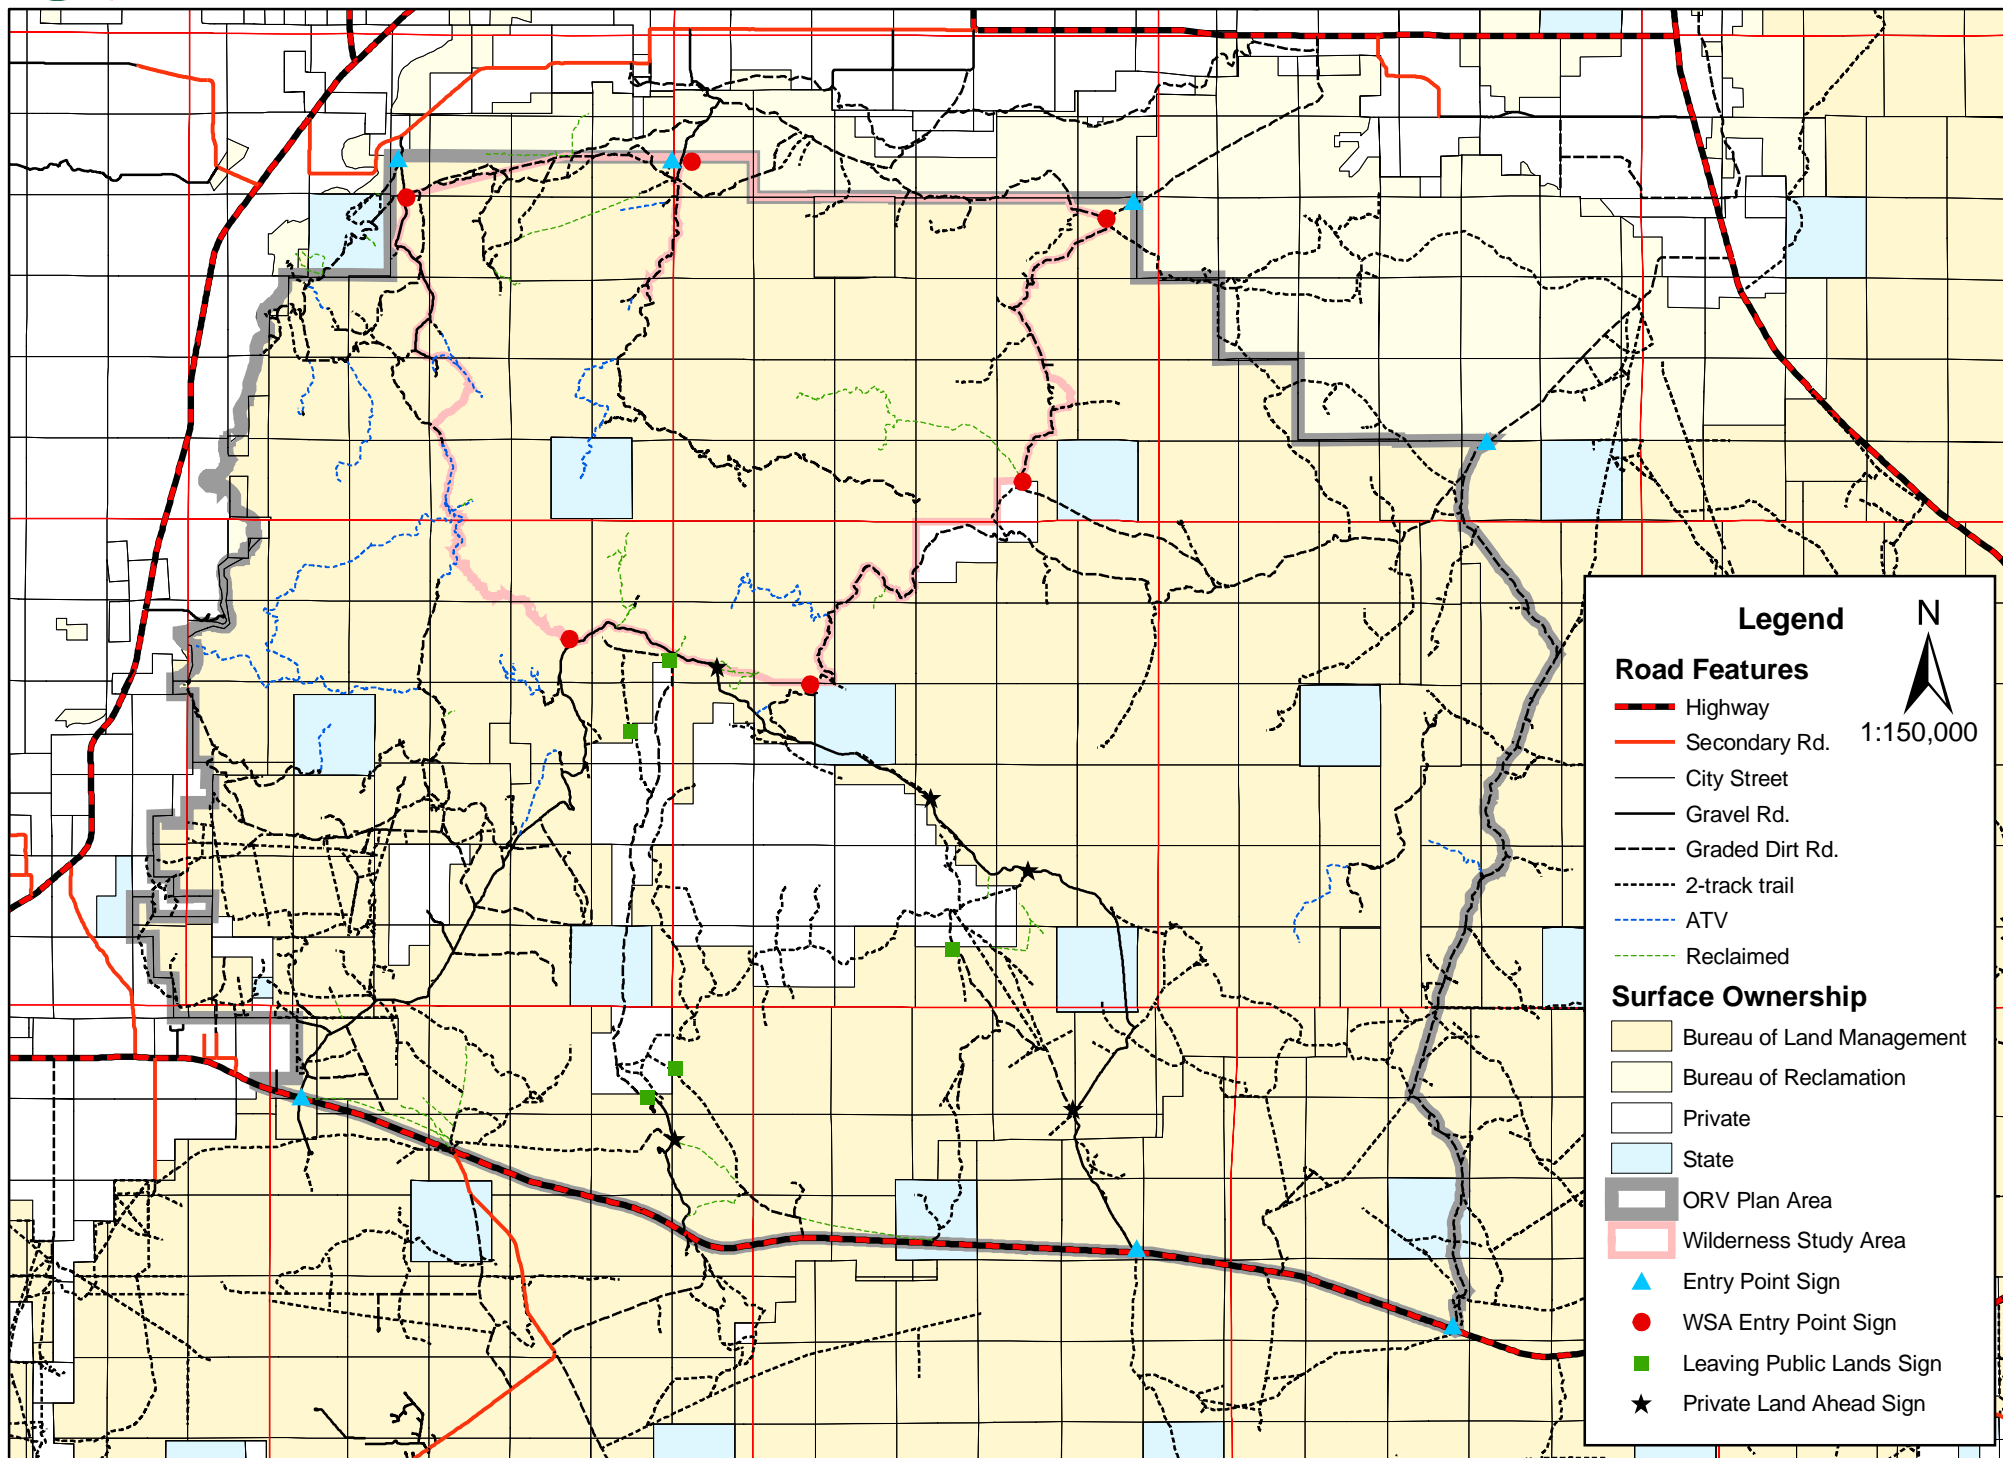 Legend
N
1:150,000
Road Features
Highway
Secondary Rd.
City Street
Gravel Rd.
Graded Dirt Rd.
2-track trail
ATV
Reclaimed
Surface Ownership
Bureau of Land Management
Bureau of Reclamation
Private
State
ORV Plan Area
Wilderness Study Area
Entry Point Sign
WSA Entry Point Sign
Leaving Public Lands Sign
Private Land Ahead Sign